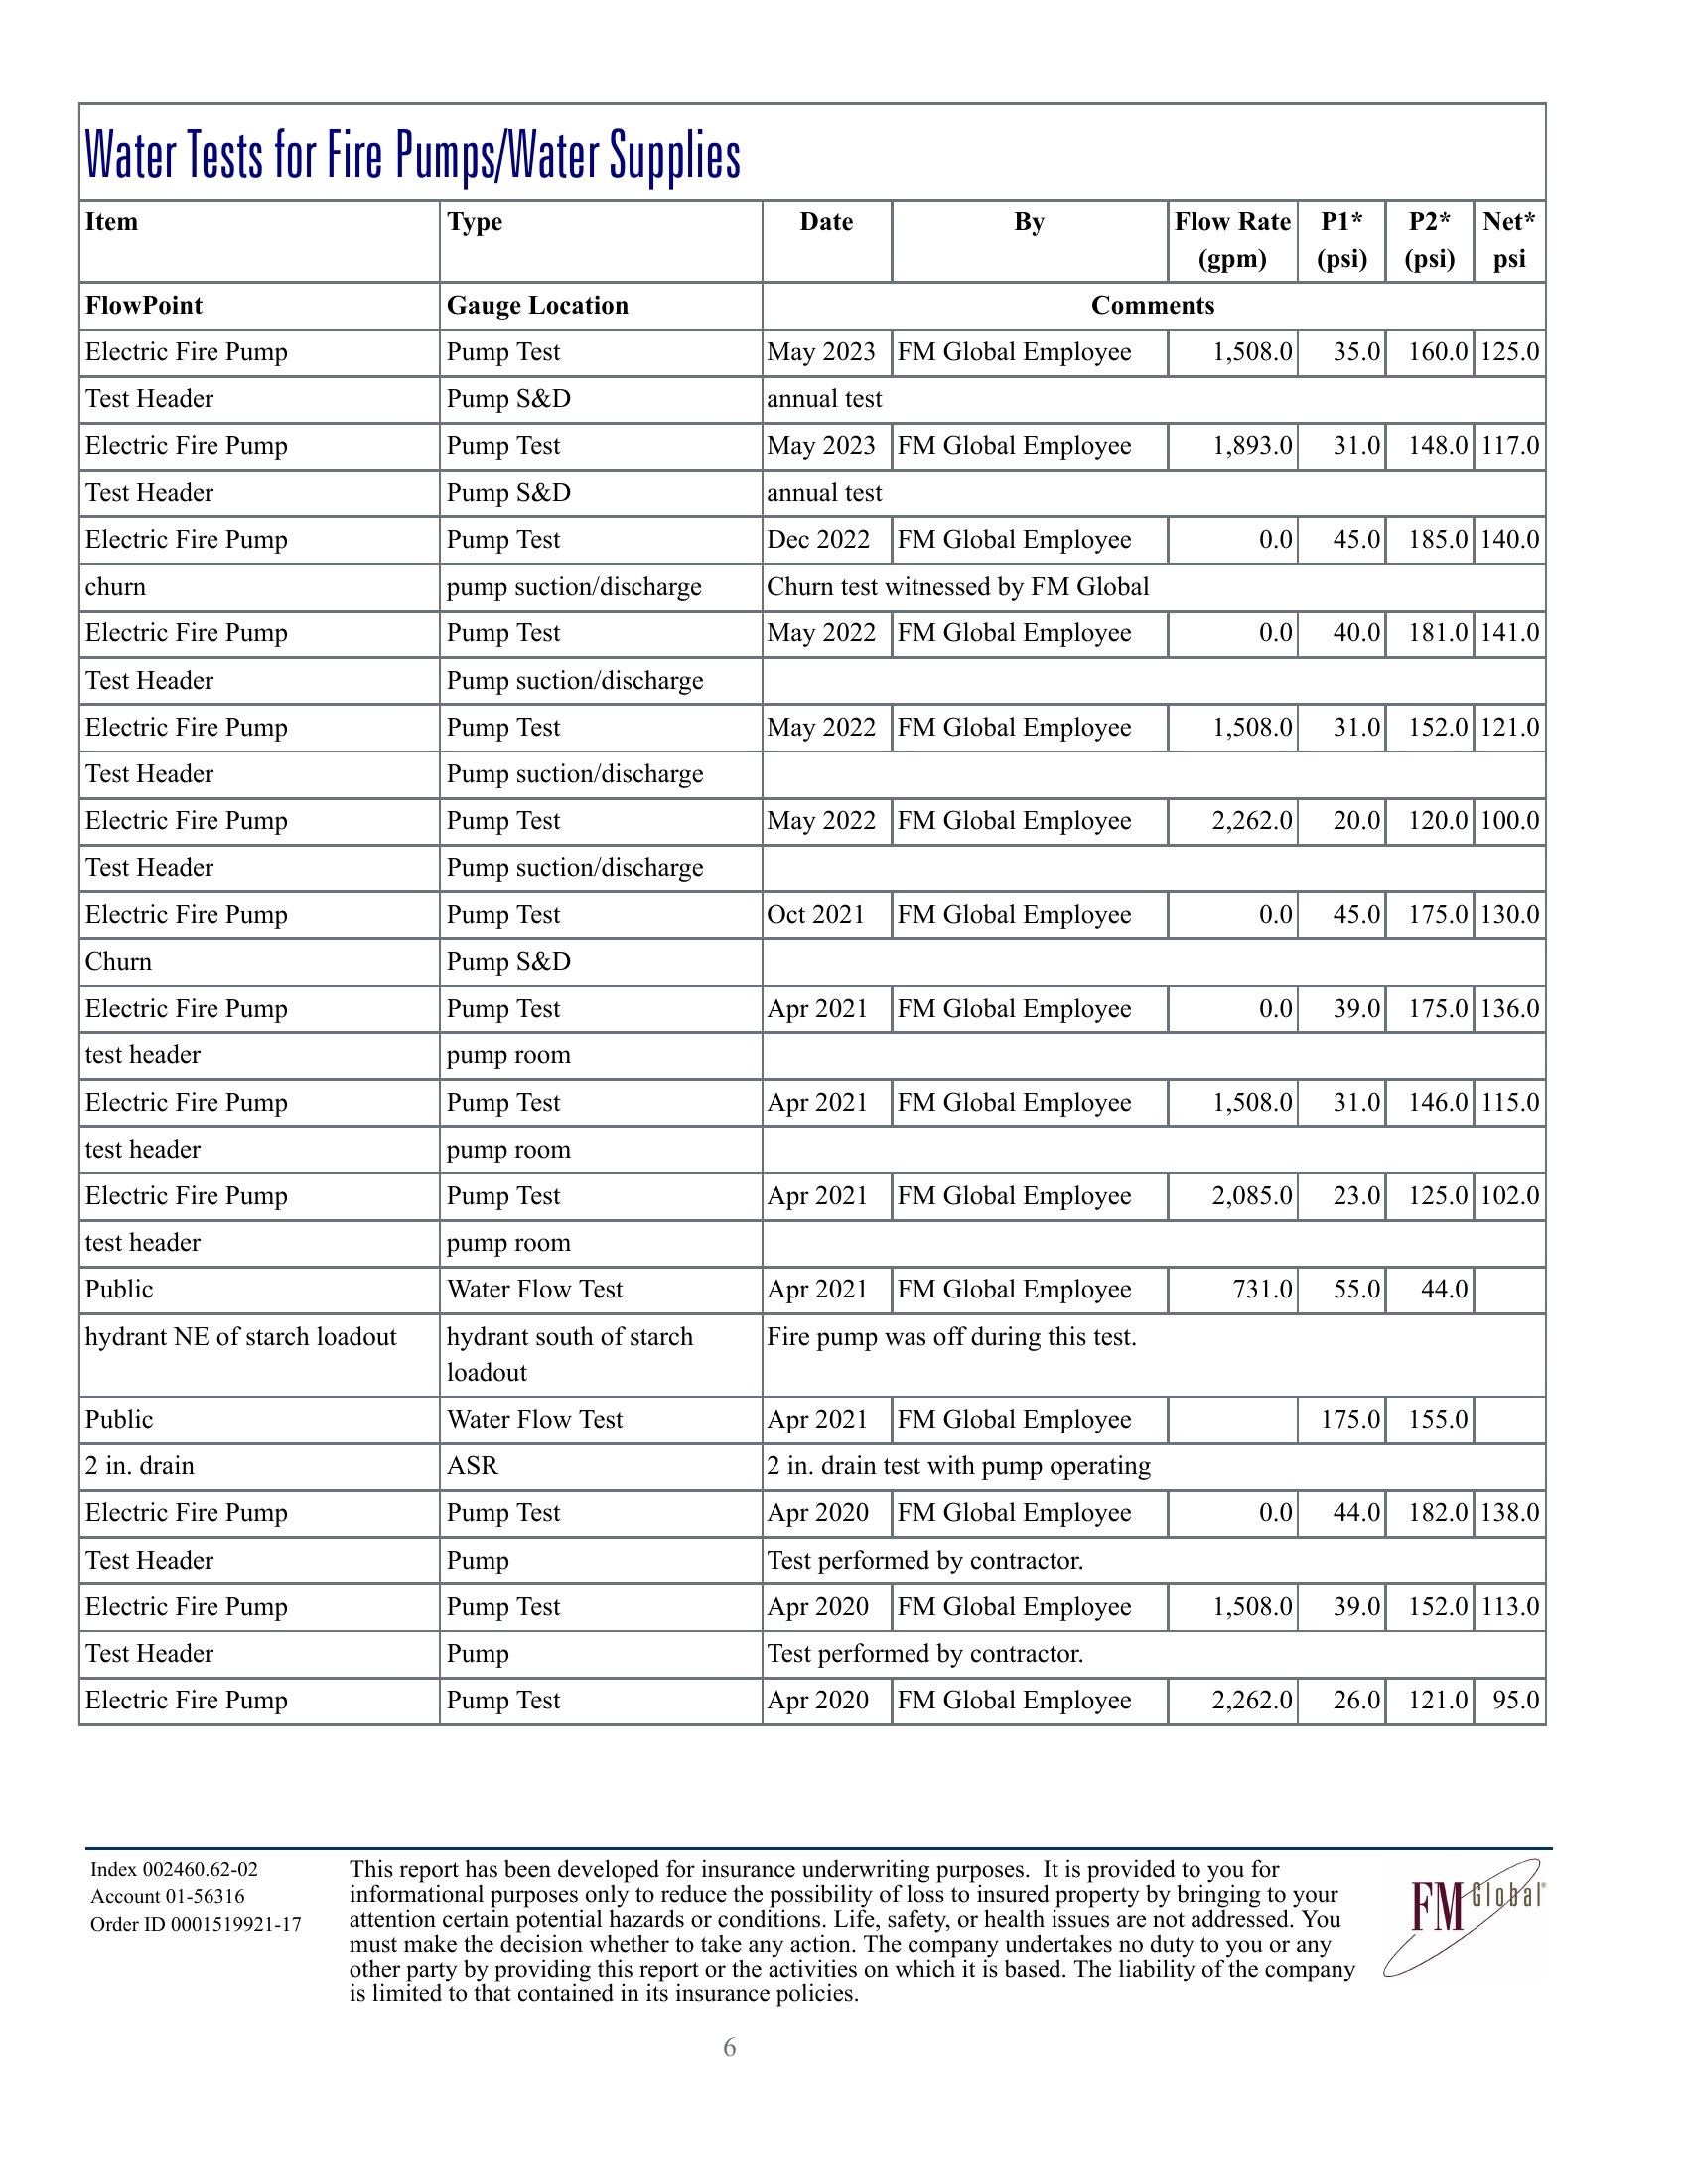 Water Tests for Fire Pumps/Water Supplies
Item Type Date By Flow Rate (gpm) P1* (psi) P2* (psi) Net* psi
FlowPoint Gauge Location Comments
Electric Fire Pump Pump Test May 2023 FM Global Employee 1,508.0 35.0 160.0 125.0
Test Header Pump S&D annual test
Electric Fire Pump Pump Test May 2023 FM Global Employee 1,893.0 31.0 148.0 117.0
Test Header Pump S&D annual test
Electric Fire Pump Pump Test Dec 2022 FM Global Employee 0.0 45.0 185.0 140.0
churn pump suction/discharge Churn test witnessed by FM Global
Electric Fire Pump Pump Test May 2022 FM Global Employee 0.0 40.0 181.0 141.0
Test Header Pump suction/discharge
Electric Fire Pump Pump Test May 2022 FM Global Employee 1,508.0 31.0 152.0 121.0
Test Header Pump suction/discharge
Electric Fire Pump Pump Test May 2022 FM Global Employee 2,262.0 20.0 120.0 100.0
Test Header Pump suction/discharge
Electric Fire Pump Pump Test Oct 2021 FM Global Employee 0.0 45.0 175.0 130.0
Churn Pump S&D
Electric Fire Pump Pump Test Apr 2021 FM Global Employee 0.0 39.0 175.0 136.0
test header pump room
Electric Fire Pump Pump Test Apr 2021 FM Global Employee 1,508.0 31.0 146.0 115.0
test header pump room
Electric Fire Pump Pump Test Apr 2021 FM Global Employee 2,085.0 23.0 125.0 102.0
test header pump room
Public Water Flow Test Apr 2021 FM Global Employee 731.0 55.0 44.0
hydrant NE of starch loadout hydrant south of starch loadout Fire pump was off during this test.
Public Water Flow Test Apr 2021 FM Global Employee 175.0 155.0
2 in. drain ASR 2 in. drain test with pump operating
Electric Fire Pump Pump Test Apr 2020 FM Global Employee 0.0 44.0 182.0 138.0
Test Header Pump Test performed by contractor.
Electric Fire Pump Pump Test Apr 2020 FM Global Employee 1,508.0 39.0 152.0 113.0
Test Header Pump Test performed by contractor.
Electric Fire Pump Pump Test Apr 2020 FM Global Employee 2,262.0 26.0 121.0 95.0
Index 002460.62-02
Account 01-56316
Order ID 0001519921-17
This report has been developed for insurance underwriting purposes. It is provided to you for
informational purposes only to reduce the possibility of loss to insured property by bringing to your
attention certain potential hazards or conditions. Life, safety, or health issues are not addressed. You
must make the decision whether to take any action. The company undertakes no duty to you or any
other party by providing this report or the activities on which it is based. The liability of the company
is limited to that contained in its insurance policies.
FM Global®
6